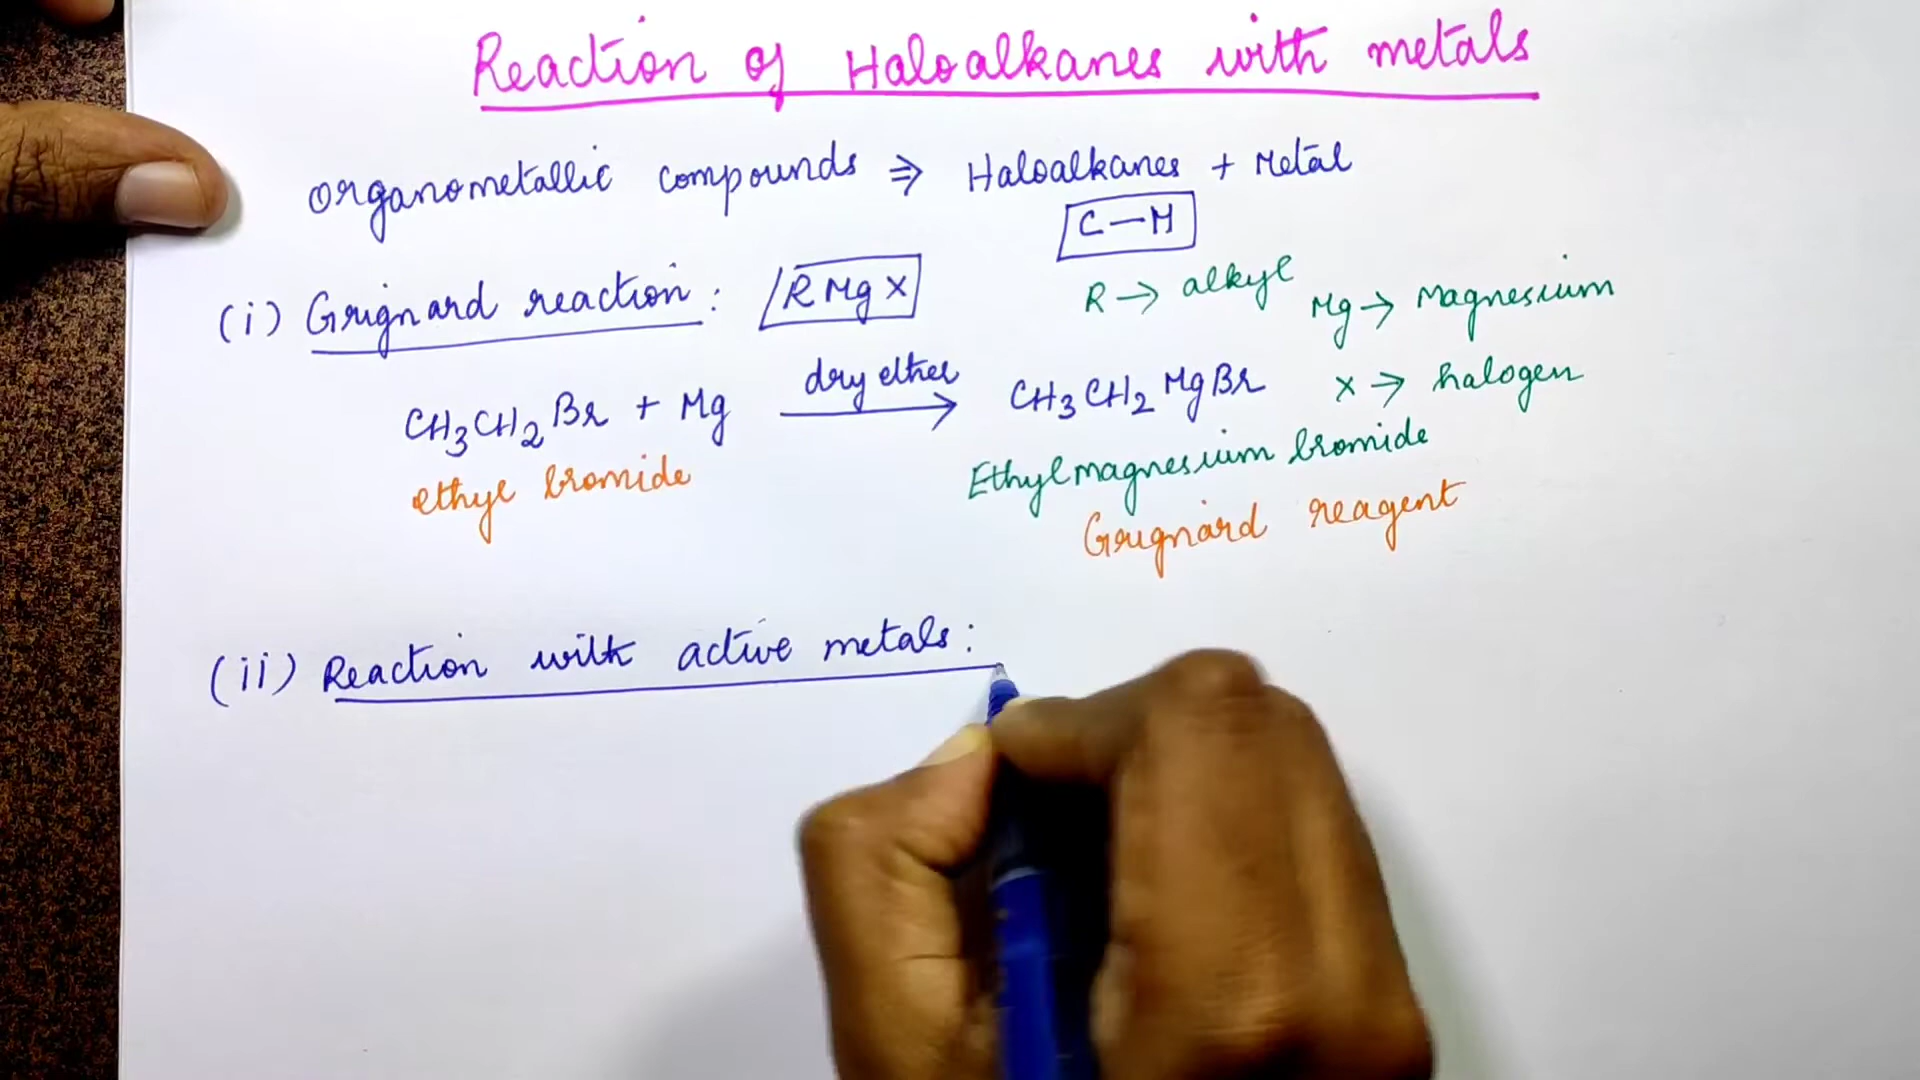 Reaction of Haloalkanes with metals
Organometallic compounds ⇒ Haloalkanes + Metal
C—M
(i) Grignard reaction : RMgX
R → alkyl
Mg → Magnesium
CH3CH2Br + Mg dry ether → CH3CH2MgBr
X → halogen
ethyl bromide
Ethylmagnesium bromide
Grignard reagent
(ii) Reaction with active metals: